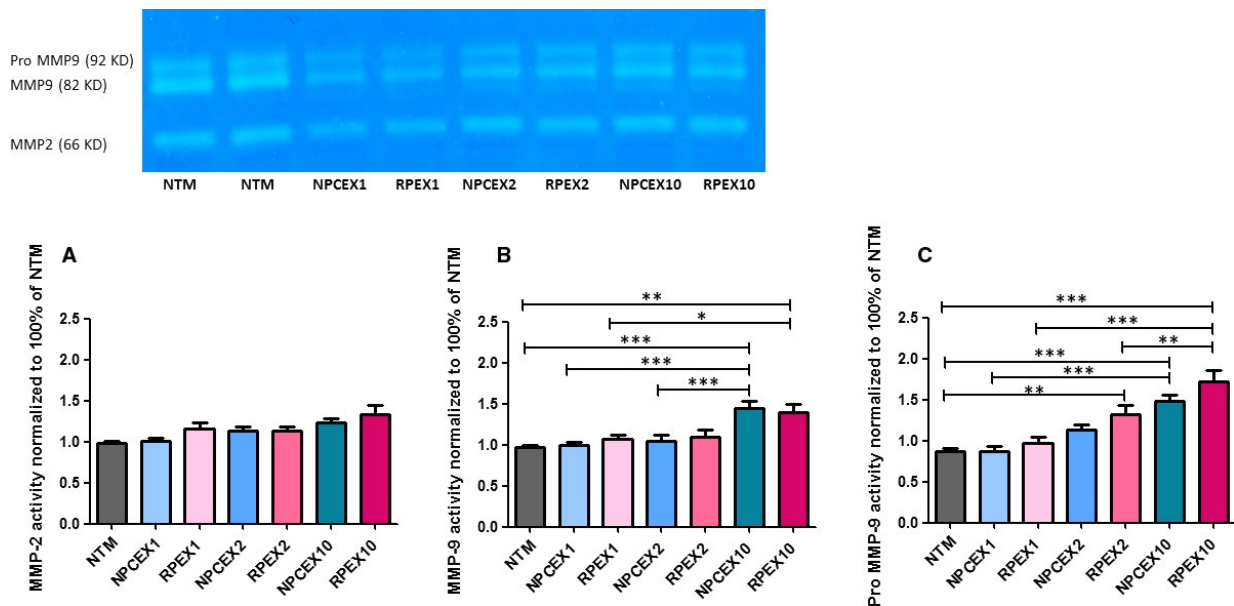 Pro MMP9 (92 KD)
MMP9 (82 KD)
MMP2 (66 KD)
NTM NTM NPCEX1 RPEX1 NPCEX2 RPEX2 NPCEX10 RPEX10
A
MMP-2 activity normalized to 100% of NTM
2.5
2.0
1.5
1.0
0.5
0.0
NTM NPCEX1 RPEX1 NPCEX2 RPEX2 NPCEX10 RPEX10
B
MMP-9 activity normalized to 100% of NTM
**
*
***
***
***
2.5
2.0
1.5
1.0
0.5
0.0
NTM NPCEX1 RPEX1 NPCEX2 RPEX2 NPCEX10 RPEX10
C
Pro MMP-9 activity normalized to 100% of NTM
***
***
**
***
***
**
2.5
2.0
1.5
1.0
0.5
0.0
NTM NPCEX1 RPEX1 NPCEX2 RPEX2 NPCEX10 RPEX10